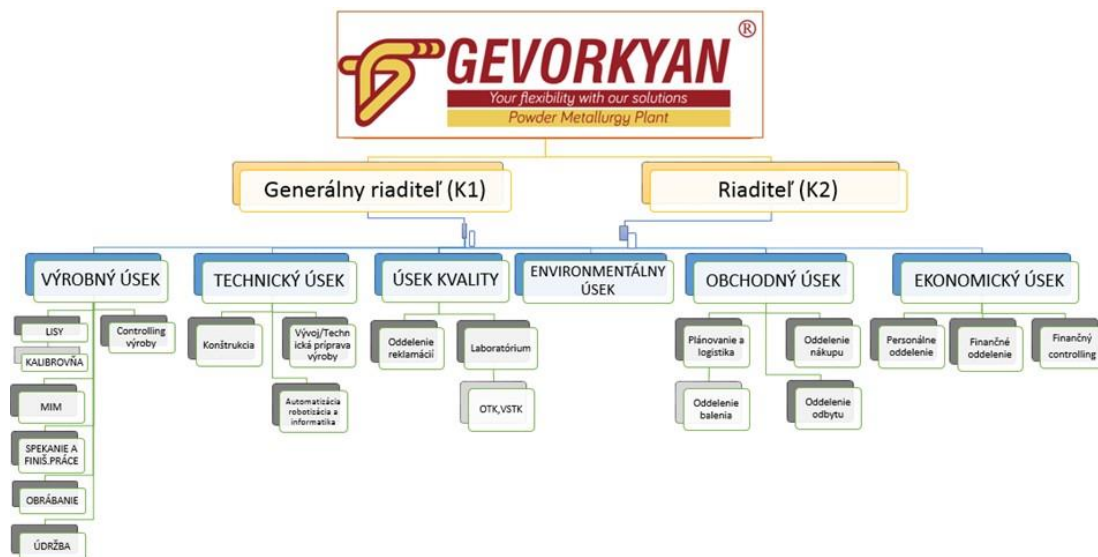 ®
GEVORKYAN
Your flexibility with our solutions
Powder Metallurgy Plant
Generálny riaditeľ (K1)
Riaditeľ (K2)
VÝROBNÝ ÚSEK
TECHNICKÝ ÚSEK
ÚSEK KVALITY
ENVIRONMENTÁLNY
ÚSEK
OBCHODNÝ ÚSEK
EKONOMICKÝ ÚSEK
LISY
KALIBROVŇA
MIM
SPEKANIE A
FINIŠ.PRÁCE
OBRÁBANIE
ÚDRŽBA
Controlling
výroby
Konštrukcia
Vývoj/Techn
ická príprava
výroby
Automatizácia
robotizácia a
informatika
Oddelenie
reklamácií
Laboratórium
OTK,VSTK
Plánovanie a
logistika
Oddelenie
balenia
Oddelenie
nákupu
Oddelenie
odbytu
Personálne
oddelenie
Finančné
oddelenie
Finančný
controlling